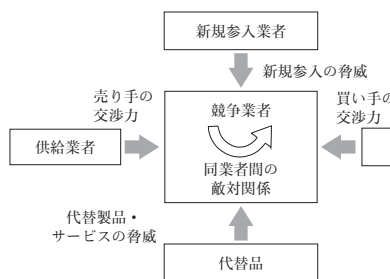 新規参入業者
新規参入の脅威
売り手の
交渉力
競争業者
買い手の
交渉力
供給業者
同業者間の
敵対関係
代替製品・
サービスの脅威
代替品